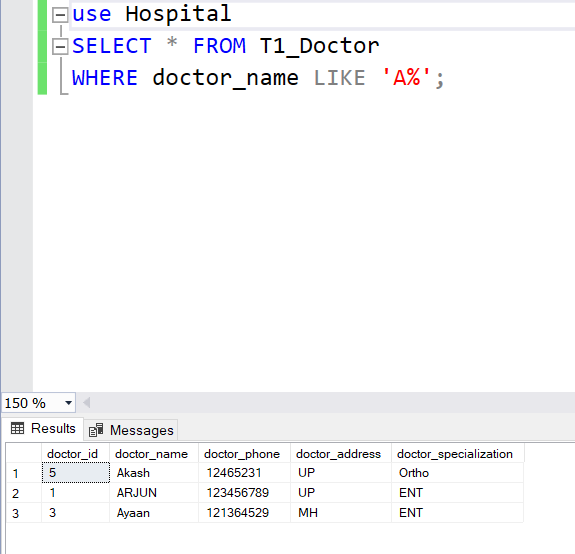 use Hospital
SELECT * FROM T1_Doctor
WHERE doctor_name LIKE 'A%';
150 %
Results Messages
doctor_id doctor_name doctor_phone doctor_address doctor_specialization
1 5 Akash 12465231 UP Ortho
2 1 ARJUN 123456789 UP ENT
3 3 Ayaan 121364529 MH ENT